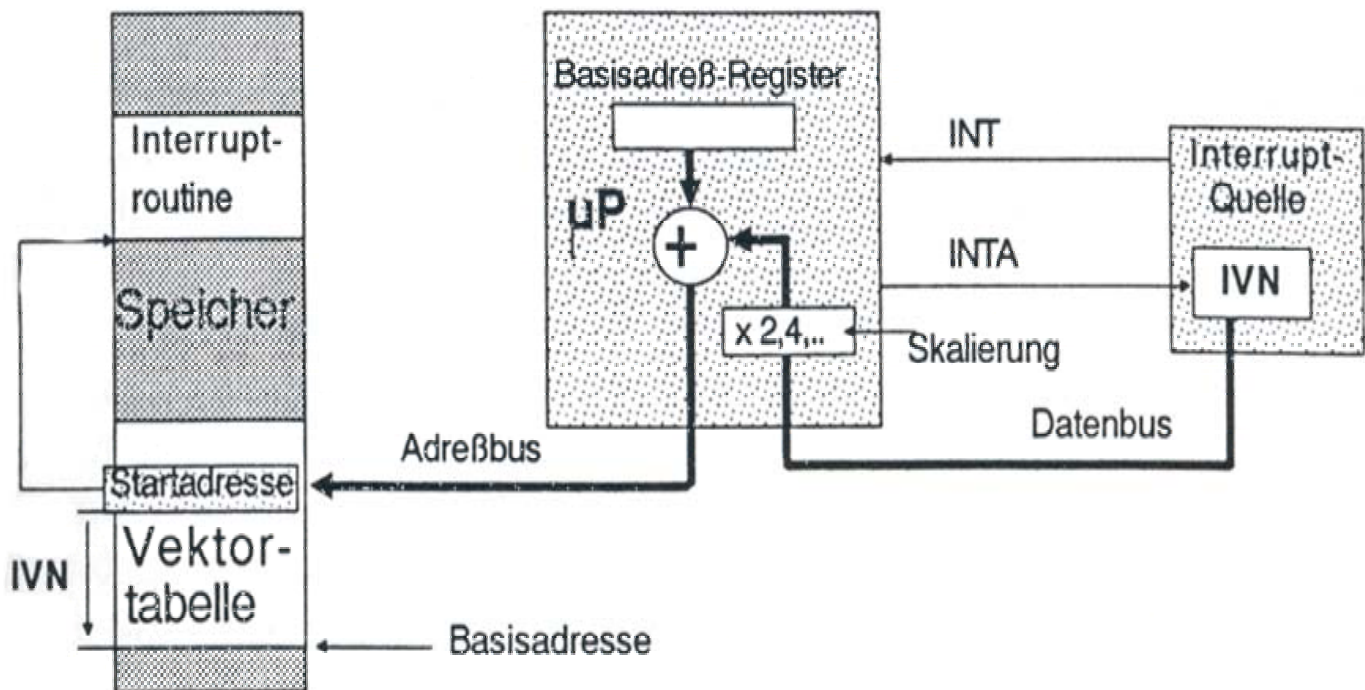 Interrupt-
routine
Speicher
Startadresse
Vektor-
tabelle
IVN
Basisadresse
Adreßbus
Basisadreß-Register
µP
+
x 2,4,..
Skalierung
INT
INTA
Interrupt-
Quelle
IVN
Datenbus